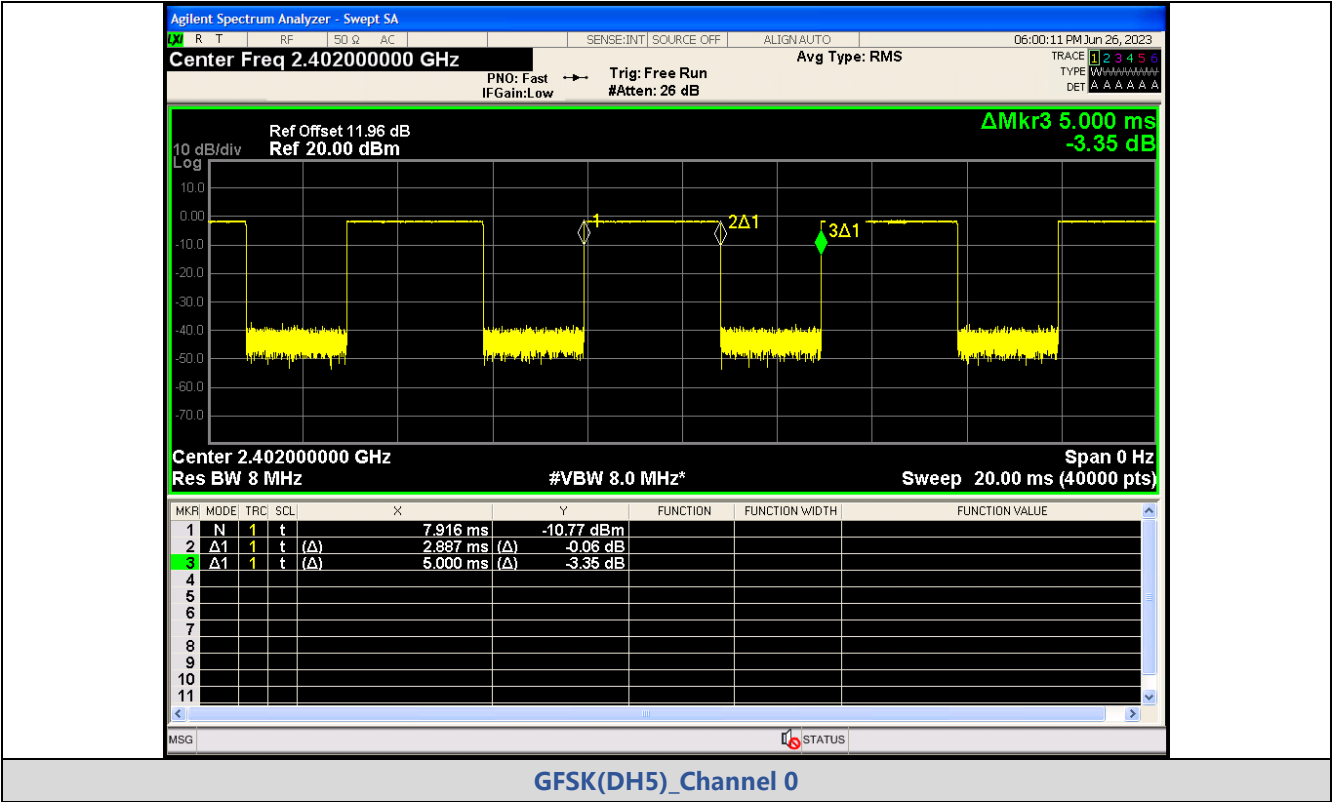 Agilent Spectrum Analyzer - Swept SA
LXI R T RF 50 Ω AC SENSE:INT SOURCE OFF ALIGN AUTO 06:00:11 PM Jun 26, 2023
Center Freq 2.402000000 GHz
PNO: Fast
IFGain:Low
Trig: Free Run
#Atten: 26 dB
Avg Type: RMS
TRACE 1 2 3 4 5 6
TYPE
DET A A A A A A
ΔMkr3 5.000 ms
-3.35 dB
Ref Offset 11.96 dB
10 dB/div Ref 20.00 dBm
Log
10.0
0.00
-10.0
-20.0
-30.0
-40.0
-50.0
-60.0
-70.0
1
2Δ1
3Δ1
Center 2.402000000 GHz Span 0 Hz
Res BW 8 MHz #VBW 8.0 MHz* Sweep 20.00 ms (40000 pts)
MKR MODE TRC SCL X Y FUNCTION FUNCTION WIDTH FUNCTION VALUE
1 N 1 t 7.916 ms -10.77 dBm
2 Δ1 1 t (Δ) 2.887 ms (Δ) -0.06 dB
3 Δ1 1 t (Δ) 5.000 ms (Δ) -3.35 dB
4
5
6
7
8
9
10
11
MSG STATUS
GFSK(DH5)_Channel 0